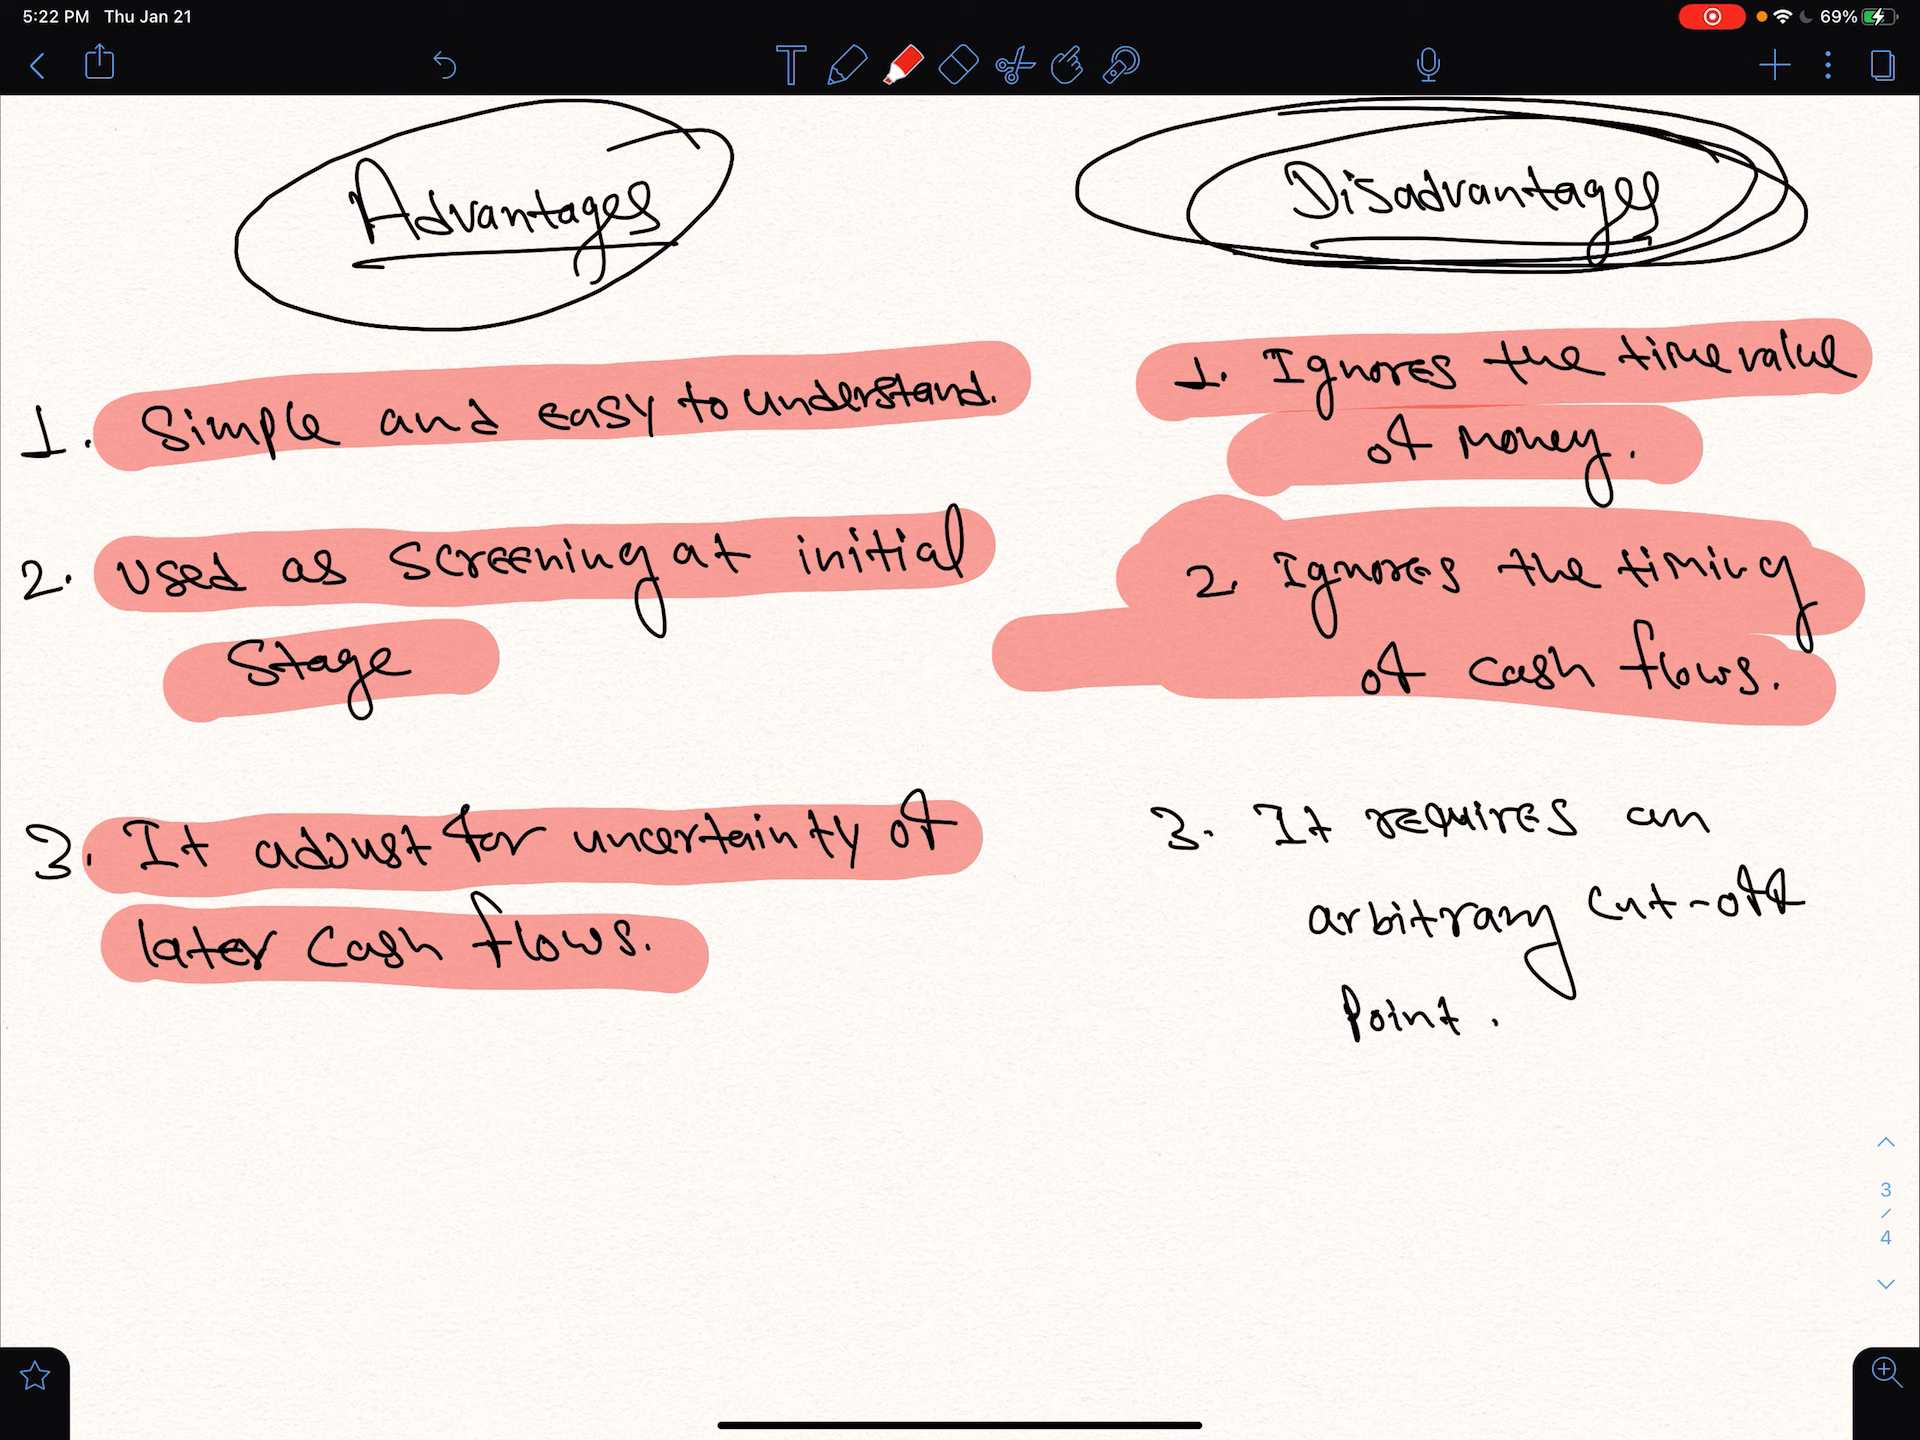 5:22 PM Thu Jan 21
69%
Advantages
1. Simple and easy to understand.
2. Used as screening at initial
Stage
3. It adjust for uncertainty of
later cash flows.
Disadvantages
1. Ignores the time value
of money.
2. Ignores the timing
of cash flows.
3. It requires an
arbitrary cut-off
Point.
3
/
4